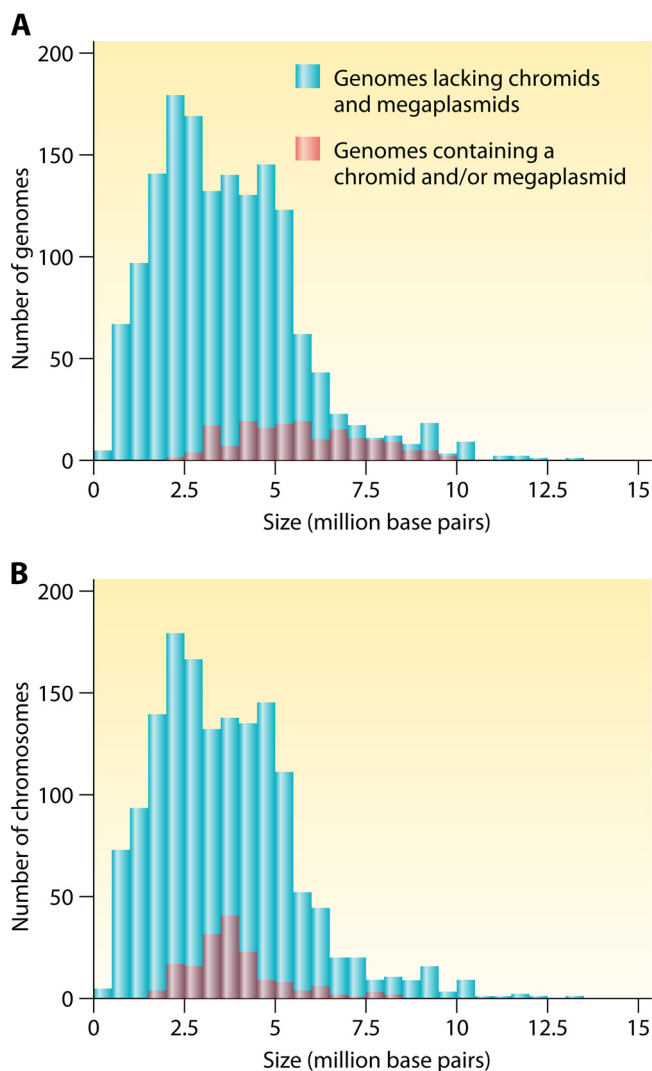 A
200
150
100
50
0
Number of genomes
Genomes lacking chromids
and megaplasmids
Genomes containing a
chromid and/or megaplasmid
0 2.5 5 7.5 10 12.5 15
Size (million base pairs)
B
200
150
100
50
0
Number of chromosomes
0 2.5 5 7.5 10 12.5 15
Size (million base pairs)